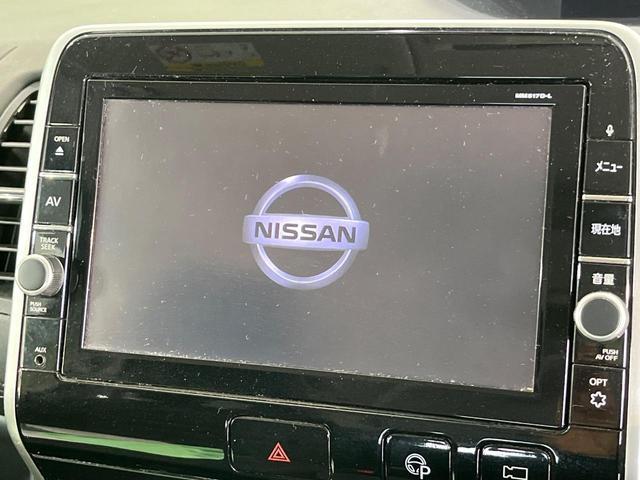 MM517D-L
OPEN
AV
TRACK
SEEK
PUSH
SOURCE
AUX
NISSAN
メニュー
現在地
音量
PUSH
AV OFF
OPT
P